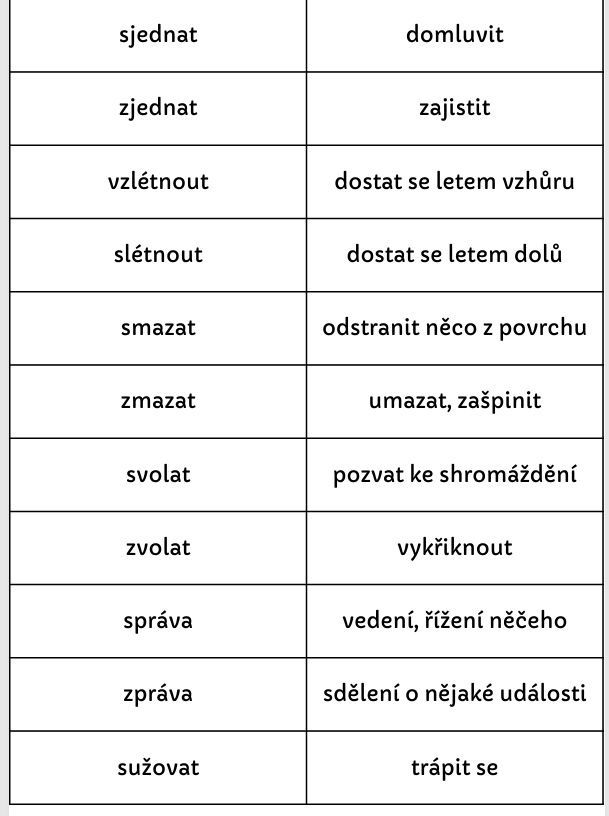 sjednat domluvit
zjednat zajistit
vzlétnout dostat se letem vzhůru
slétnout dostat se letem dolů
smazat odstranit něco z povrchu
zmazat umazat, zašpinit
svolat pozvat ke shromáždění
zvolat vykřiknout
správa vedení, řížení něčeho
zpráva sdělení o nějaké události
sužovat trápit se